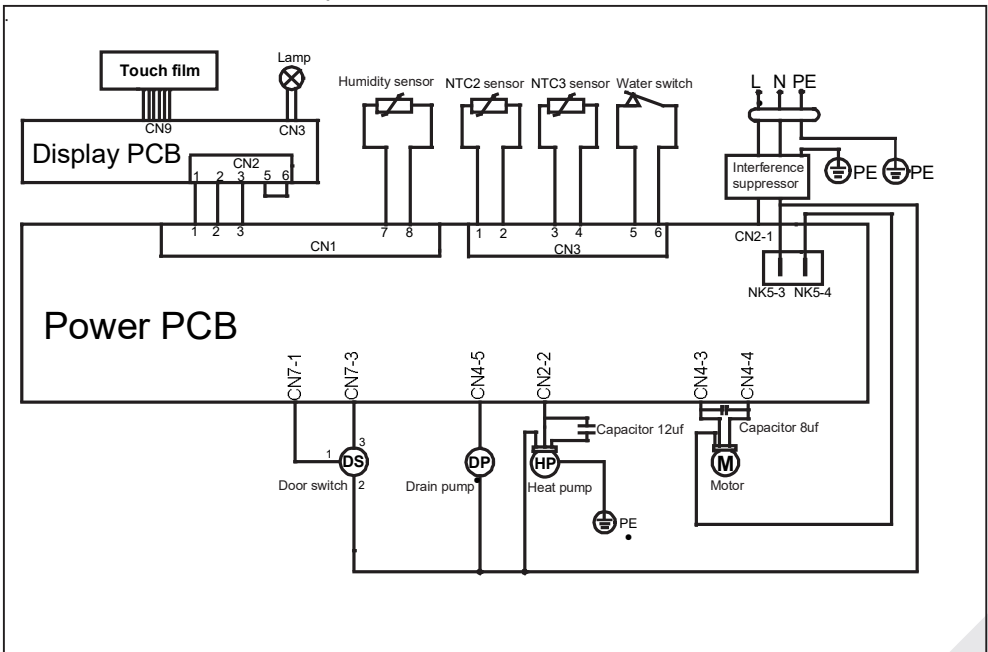 Touch film
Lamp
Humidity sensor
NTC2 sensor
NTC3 sensor
Water switch
L N PE
CN9
CN3
Display PCB
CN2
1 2 3 5 6
Interference
suppressor
PE
PE
1 2 3
7 8
CN1
1 2 3 4 5 6
CN3
CN2-1
NK5-3 NK5-4
Power PCB
CN7-1
CN7-3
CN4-5
CN2-2
CN4-3
CN4-4
Capacitor 12uf
Capacitor 8uf
3
1
DS
2
Door switch
DP
Drain pump
HP
Heat pump
M
Motor
PE